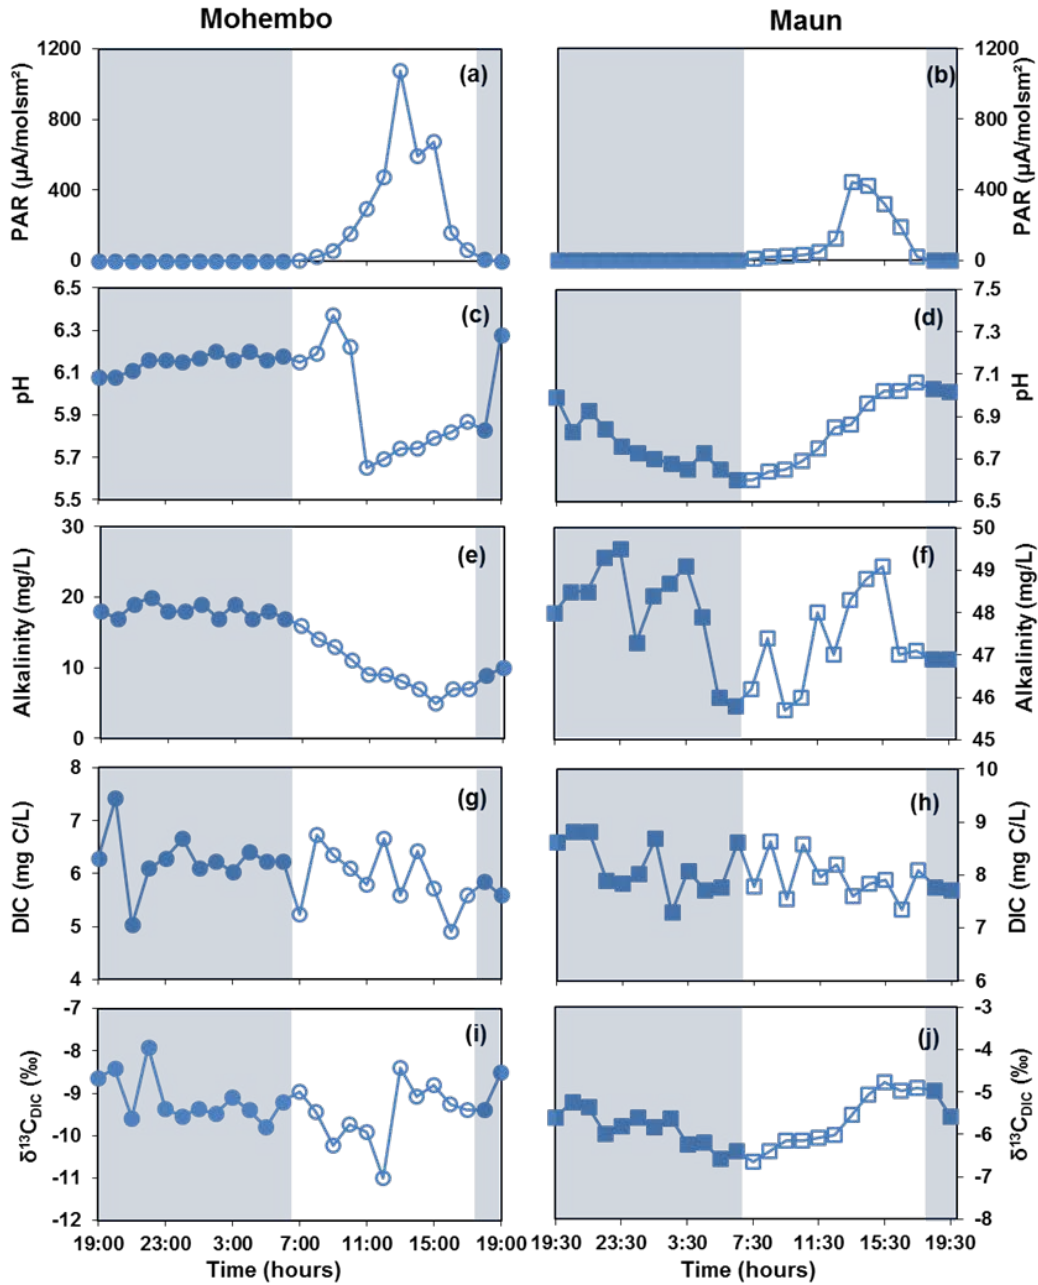 Mohembo Maun
1200 (a) (b) 1200
800 800
400 400
0 0
PAR (µA/molsm²) PAR (µA/molsm²)
6.5 (c) (d) 7.5
6.3 7.3
6.1 7.1
5.9 6.9
5.7 6.7
5.5 6.5
pH pH
30 (e) (f) 50
49
20 48
47
10 46
0 45
Alkalinity (mg/L) Alkalinity (mg/L)
8 (g) (h) 10
7 9
6 8
5 7
4 6
DIC (mg C/L) DIC (mg C/L)
-7 (i) (j) -3
-8 -4
-9 -5
-10 -6
-11 -7
-12 -8
δ¹³C_DIC (‰) δ¹³C_DIC (‰)
19:00 23:00 3:00 7:00 11:00 15:00 19:00 19:30 23:30 3:30 7:30 11:30 15:30 19:30
Time (hours) Time (hours)